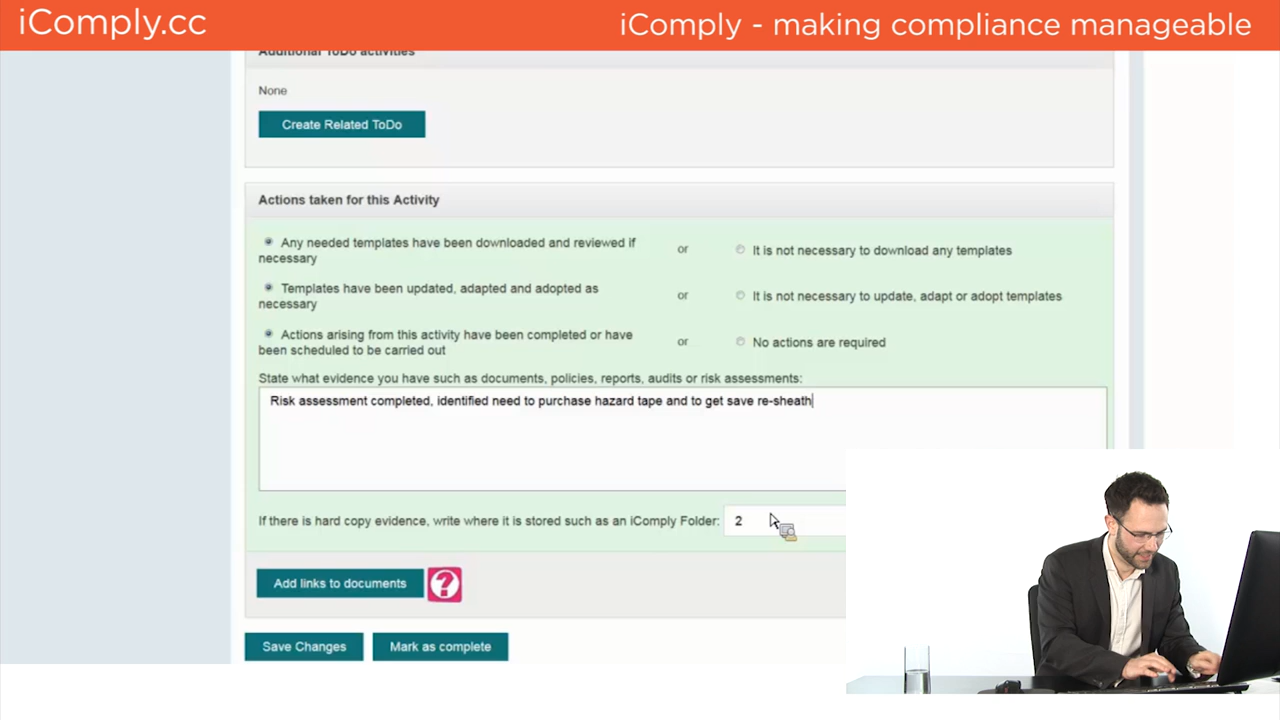 iComply.cc
iComply - making compliance manageable
Additional ToDo activities
None
Create Related ToDo
Actions taken for this Activity
Any needed templates have been downloaded and reviewed if
necessary
or
It is not necessary to download any templates
Templates have been updated, adapted and adopted as
necessary
or
It is not necessary to update, adapt or adopt templates
Actions arising from this activity have been completed or have
been scheduled to be carried out
or
No actions are required
State what evidence you have such as documents, policies, reports, audits or risk assessments:
Risk assessment completed, identified need to purchase hazard tape and to get save re-sheath
If there is hard copy evidence, write where it is stored such as an iComply Folder: 2
Add links to documents ?
Save Changes
Mark as complete